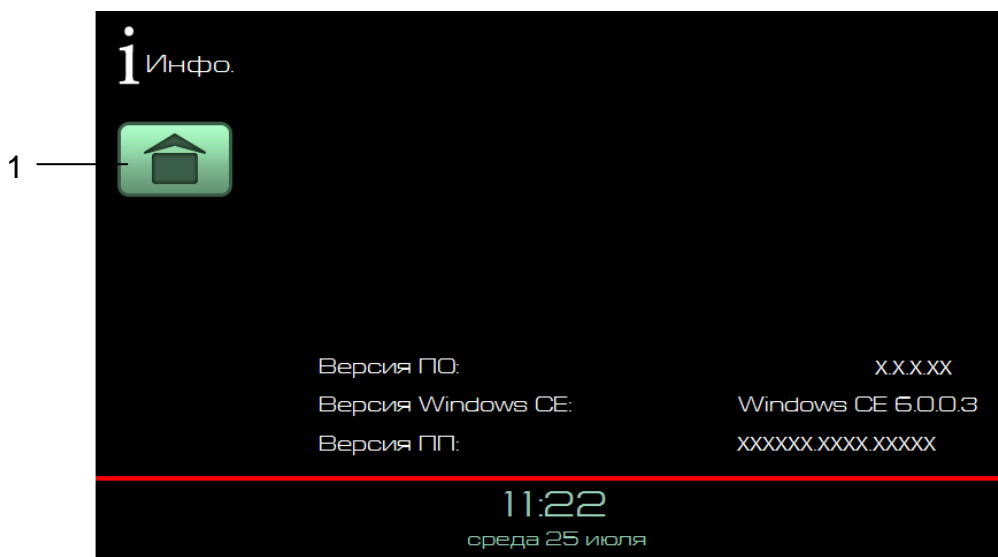 i Инфо.
1
Версия ПО: X.X.X.XX
Версия Windows CE: Windows CE 6.0.0.3
Версия ПП: XXXXXX.XXXX.XXXXX
11:22
среда 25 июля